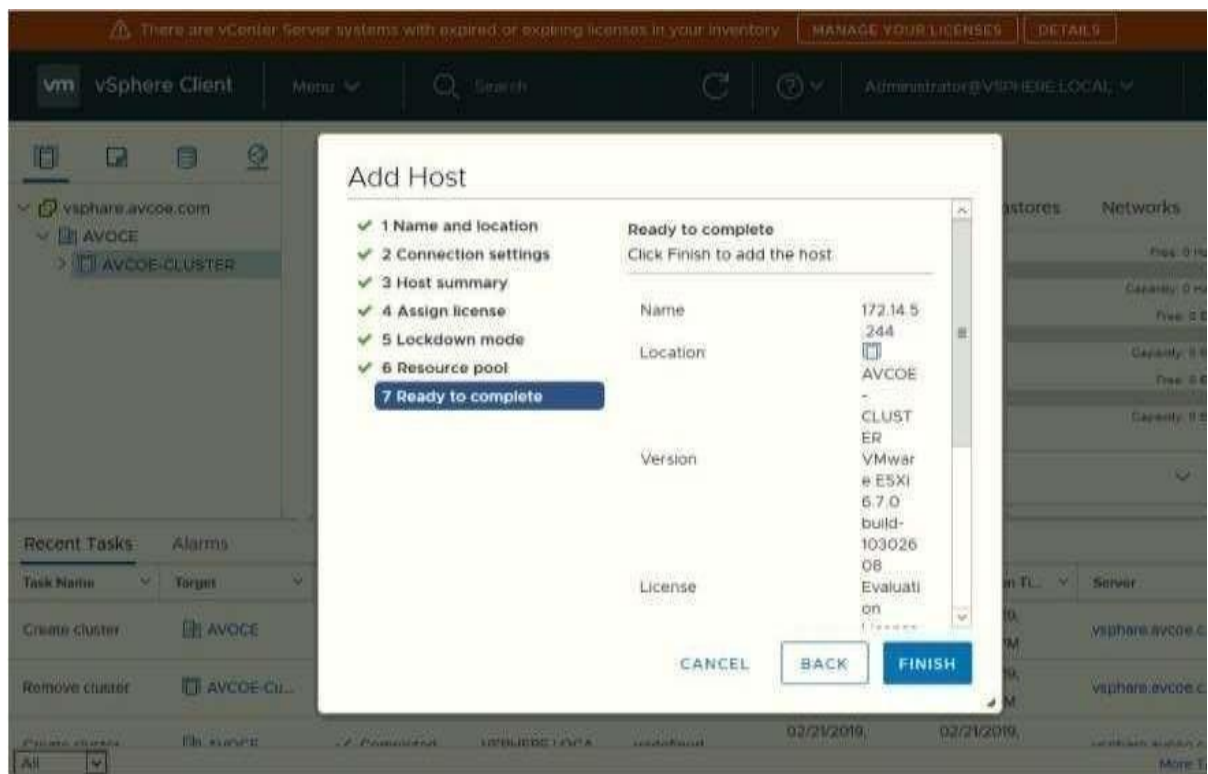 There are vCenter Server systems with expired or expiring licenses in your inventory MANAGE YOUR LICENSES DETAILS
vm vSphere Client Menu Search Administrator@VSPHERE.LOCAL
vsphare.avcoe.com
AVOCE
AVCOE-CLUSTER
Add Host
1 Name and location
2 Connection settings
3 Host summary
4 Assign license
5 Lockdown mode
6 Resource pool
7 Ready to complete
Ready to complete
Click Finish to add the host
Name
172.14.5
.244
Location
AVCOE
-
CLUST
ER
Version
VMwar
e ESXi
6.7.0
build-
103026
08
License
Evaluati
on
CANCEL BACK FINISH
astores Networks
Recent Tasks Alarms
Task Name Target Server
Create cluster AVOCE vsphare.avcoe.c
Remove cluster AVCOE-Cu... vsphare.avcoe.c
02/21/2019, 02/21/2019,
All